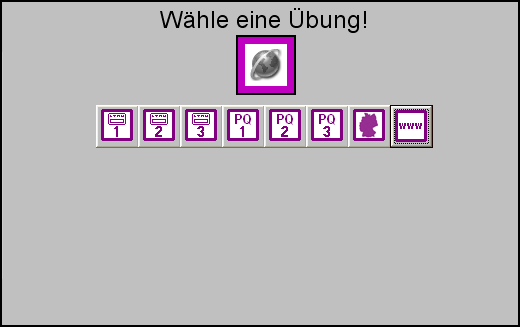 Wähle eine Übung!
1 2 3 PQ 1 PQ 2 PQ 3 www